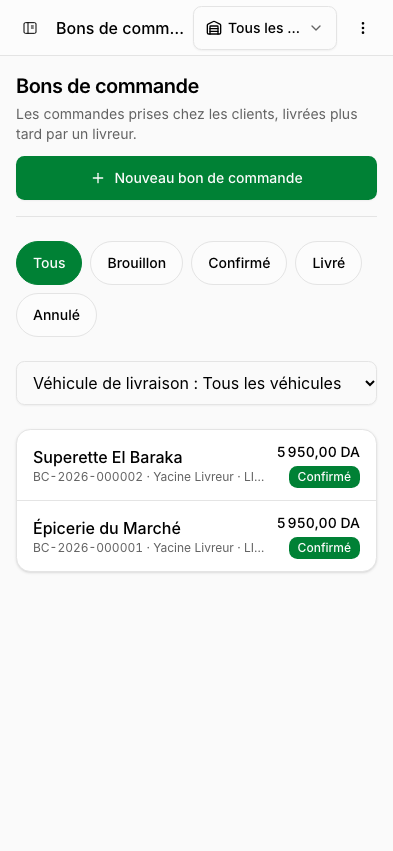 Bons de comm...
Tous les ...
Bons de commande
Les commandes prises chez les clients, livrées plus
tard par un livreur.
Nouveau bon de commande
Tous
Brouillon
Confirmé
Livré
Annulé
Véhicule de livraison : Tous les véhicules
Superette El Baraka
5 950,00 DA
BC-2026-000002 · Yacine Livreur · LI...
Confirmé
Épicerie du Marché
5 950,00 DA
BC-2026-000001 · Yacine Livreur · LI...
Confirmé